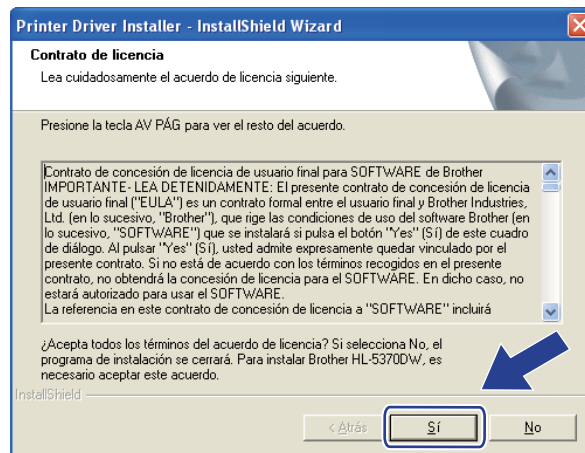 Printer Driver Installer - InstallShield Wizard
Contrato de licencia
Lea cuidadosamente el acuerdo de licencia siguiente.
Presione la tecla AV PÁG para ver el resto del acuerdo.
Contrato de concesión de licencia de usuario final para SOFTWARE de Brother
IMPORTANTE- LEA DETENIDAMENTE: El presente contrato de concesión de licencia
de usuario final ("EULA") es un contrato formal entre el usuario final y Brother Industries,
Ltd. (en lo sucesivo, "Brother"), que rige las condiciones de uso del software Brother (en
lo sucesivo, "SOFTWARE") que se instalará si pulsa el botón "Yes" (Sí) de este cuadro
de diálogo. Al pulsar "Yes" (Sí), usted admite expresamente quedar vinculado por el
presente contrato. Si no está de acuerdo con los términos recogidos en el presente
contrato, no obtendrá la concesión de licencia para el SOFTWARE. En dicho caso, no
estará autorizado para usar el SOFTWARE.
La referencia en este contrato de concesión de licencia a "SOFTWARE" incluirá
¿Acepta todos los términos del acuerdo de licencia? Si selecciona No, el
programa de instalación se cerrará. Para instalar Brother HL-5370DW, es
necesario aceptar este acuerdo.
InstallShield
< Atrás Sí No